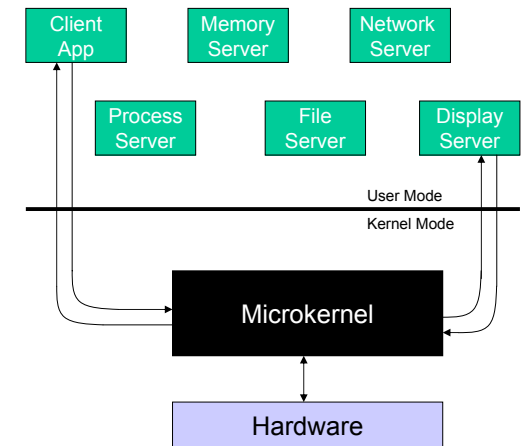 Client
App
Memory
Server
Network
Server
Process
Server
File
Server
Display
Server
User Mode
Kernel Mode
Microkernel
Hardware